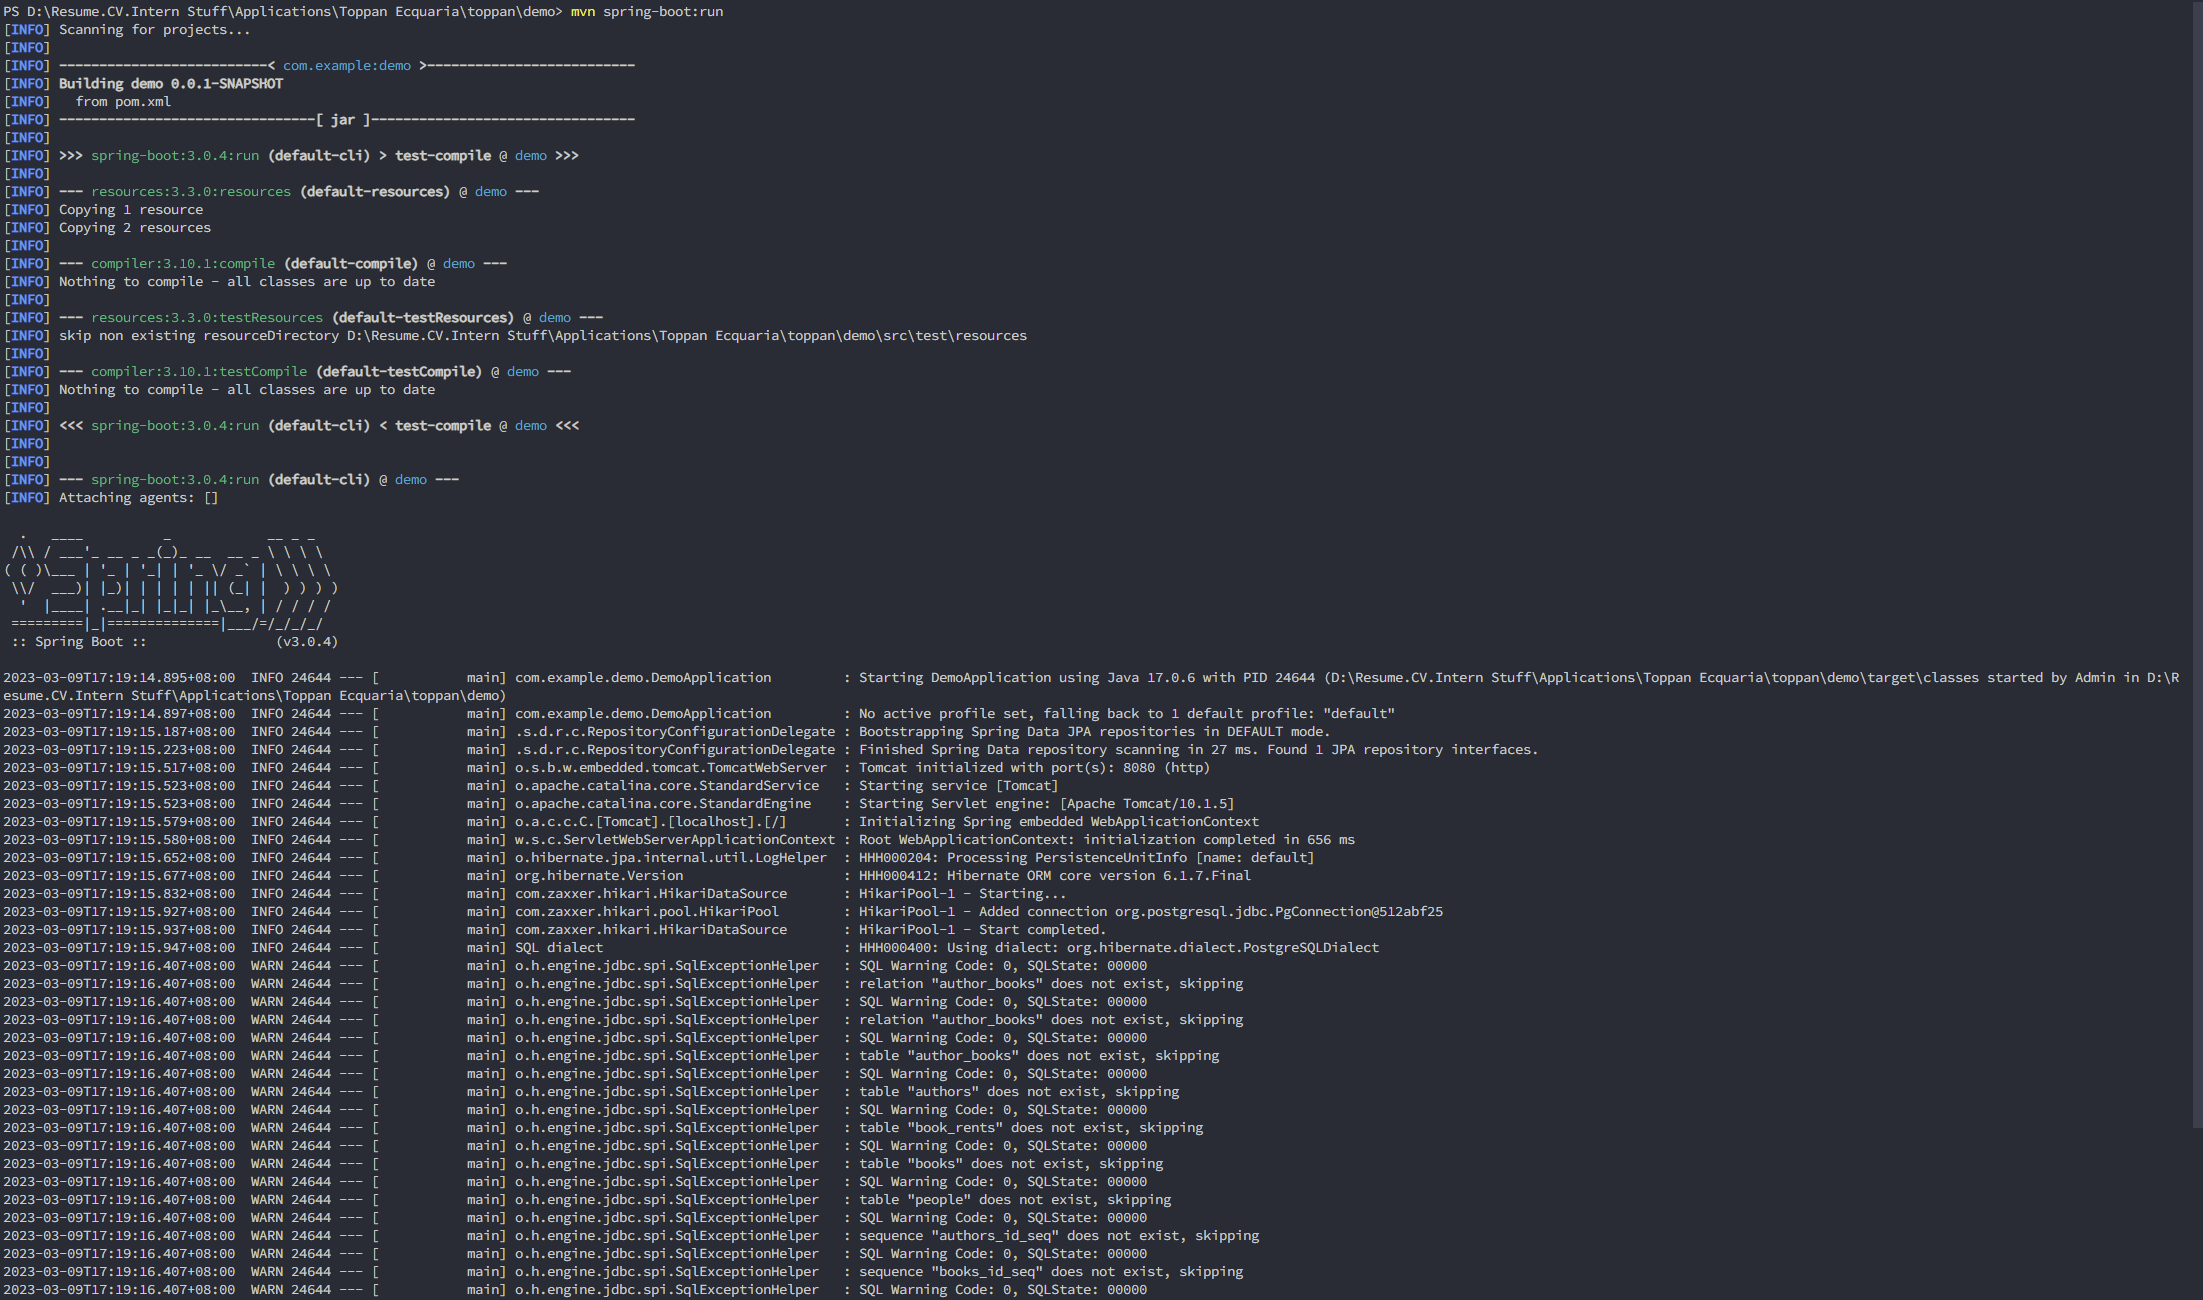 PS D:\Resume.CV.Intern Stuff\Applications\Toppan Ecquaria\toppan\demo> mvn spring-boot:run
[INFO] Scanning for projects...
[INFO]
[INFO] --------------------------< com.example:demo >--------------------------
[INFO] Building demo 0.0.1-SNAPSHOT
[INFO]   from pom.xml
[INFO] --------------------------------[ jar ]---------------------------------
[INFO]
[INFO] >>> spring-boot:3.0.4:run (default-cli) > test-compile @ demo >>>
[INFO]
[INFO] --- resources:3.3.0:resources (default-resources) @ demo ---
[INFO] Copying 1 resource
[INFO] Copying 2 resources
[INFO]
[INFO] --- compiler:3.10.1:compile (default-compile) @ demo ---
[INFO] Nothing to compile - all classes are up to date
[INFO]
[INFO] --- resources:3.3.0:testResources (default-testResources) @ demo ---
[INFO] skip non existing resourceDirectory D:\Resume.CV.Intern Stuff\Applications\Toppan Ecquaria\toppan\demo\src\test\resources
[INFO]
[INFO] --- compiler:3.10.1:testCompile (default-testCompile) @ demo ---
[INFO] Nothing to compile - all classes are up to date
[INFO]
[INFO] <<< spring-boot:3.0.4:run (default-cli) < test-compile @ demo <<<
[INFO]
[INFO]
[INFO] --- spring-boot:3.0.4:run (default-cli) @ demo ---
[INFO] Attaching agents: []

  .   ____          _            __ _ _
 /\\ / ___'_ __ _ _(_)_ __  __ _ \ \ \ \
( ( )\___ | '_ | '_| | '_ \/ _` | \ \ \ \
 \\/  ___)| |_)| | | | | || (_| |  ) ) ) )
  '  |____| .__|_| |_|_| |_\__, | / / / /
 =========|_|==============|___/=/_/_/_/
 :: Spring Boot ::                (v3.0.4)

2023-03-09T17:19:14.895+08:00  INFO 24644 --- [           main] com.example.demo.DemoApplication         : Starting DemoApplication using Java 17.0.6 with PID 24644 (D:\Resume.CV.Intern Stuff\Applications\Toppan Ecquaria\toppan\demo\target\classes started by Admin in D:\R
esume.CV.Intern Stuff\Applications\Toppan Ecquaria\toppan\demo)
2023-03-09T17:19:14.897+08:00  INFO 24644 --- [           main] com.example.demo.DemoApplication         : No active profile set, falling back to 1 default profile: "default"
2023-03-09T17:19:15.187+08:00  INFO 24644 --- [           main] .s.d.r.c.RepositoryConfigurationDelegate : Bootstrapping Spring Data JPA repositories in DEFAULT mode.
2023-03-09T17:19:15.223+08:00  INFO 24644 --- [           main] .s.d.r.c.RepositoryConfigurationDelegate : Finished Spring Data repository scanning in 27 ms. Found 1 JPA repository interfaces.
2023-03-09T17:19:15.517+08:00  INFO 24644 --- [           main] o.s.b.w.embedded.tomcat.TomcatWebServer  : Tomcat initialized with port(s): 8080 (http)
2023-03-09T17:19:15.523+08:00  INFO 24644 --- [           main] o.apache.catalina.core.StandardService   : Starting service [Tomcat]
2023-03-09T17:19:15.523+08:00  INFO 24644 --- [           main] o.apache.catalina.core.StandardEngine    : Starting Servlet engine: [Apache Tomcat/10.1.5]
2023-03-09T17:19:15.579+08:00  INFO 24644 --- [           main] o.a.c.c.C.[Tomcat].[localhost].[/]       : Initializing Spring embedded WebApplicationContext
2023-03-09T17:19:15.580+08:00  INFO 24644 --- [           main] w.s.c.ServletWebServerApplicationContext : Root WebApplicationContext: initialization completed in 656 ms
2023-03-09T17:19:15.652+08:00  INFO 24644 --- [           main] o.hibernate.jpa.internal.util.LogHelper  : HHH000204: Processing PersistenceUnitInfo [name: default]
2023-03-09T17:19:15.677+08:00  INFO 24644 --- [           main] org.hibernate.Version                    : HHH000412: Hibernate ORM core version 6.1.7.Final
2023-03-09T17:19:15.832+08:00  INFO 24644 --- [           main] com.zaxxer.hikari.HikariDataSource       : HikariPool-1 - Starting...
2023-03-09T17:19:15.927+08:00  INFO 24644 --- [           main] com.zaxxer.hikari.pool.HikariPool        : HikariPool-1 - Added connection org.postgresql.jdbc.PgConnection@512abf25
2023-03-09T17:19:15.937+08:00  INFO 24644 --- [           main] com.zaxxer.hikari.HikariDataSource       : HikariPool-1 - Start completed.
2023-03-09T17:19:15.947+08:00  INFO 24644 --- [           main] SQL dialect                              : HHH000400: Using dialect: org.hibernate.dialect.PostgreSQLDialect
2023-03-09T17:19:16.407+08:00  WARN 24644 --- [           main] o.h.engine.jdbc.spi.SqlExceptionHelper   : SQL Warning Code: 0, SQLState: 00000
2023-03-09T17:19:16.407+08:00  WARN 24644 --- [           main] o.h.engine.jdbc.spi.SqlExceptionHelper   : relation "author_books" does not exist, skipping
2023-03-09T17:19:16.407+08:00  WARN 24644 --- [           main] o.h.engine.jdbc.spi.SqlExceptionHelper   : SQL Warning Code: 0, SQLState: 00000
2023-03-09T17:19:16.407+08:00  WARN 24644 --- [           main] o.h.engine.jdbc.spi.SqlExceptionHelper   : relation "author_books" does not exist, skipping
2023-03-09T17:19:16.407+08:00  WARN 24644 --- [           main] o.h.engine.jdbc.spi.SqlExceptionHelper   : SQL Warning Code: 0, SQLState: 00000
2023-03-09T17:19:16.407+08:00  WARN 24644 --- [           main] o.h.engine.jdbc.spi.SqlExceptionHelper   : table "author_books" does not exist, skipping
2023-03-09T17:19:16.407+08:00  WARN 24644 --- [           main] o.h.engine.jdbc.spi.SqlExceptionHelper   : SQL Warning Code: 0, SQLState: 00000
2023-03-09T17:19:16.407+08:00  WARN 24644 --- [           main] o.h.engine.jdbc.spi.SqlExceptionHelper   : table "authors" does not exist, skipping
2023-03-09T17:19:16.407+08:00  WARN 24644 --- [           main] o.h.engine.jdbc.spi.SqlExceptionHelper   : SQL Warning Code: 0, SQLState: 00000
2023-03-09T17:19:16.407+08:00  WARN 24644 --- [           main] o.h.engine.jdbc.spi.SqlExceptionHelper   : table "book_rents" does not exist, skipping
2023-03-09T17:19:16.407+08:00  WARN 24644 --- [           main] o.h.engine.jdbc.spi.SqlExceptionHelper   : SQL Warning Code: 0, SQLState: 00000
2023-03-09T17:19:16.407+08:00  WARN 24644 --- [           main] o.h.engine.jdbc.spi.SqlExceptionHelper   : table "books" does not exist, skipping
2023-03-09T17:19:16.407+08:00  WARN 24644 --- [           main] o.h.engine.jdbc.spi.SqlExceptionHelper   : SQL Warning Code: 0, SQLState: 00000
2023-03-09T17:19:16.407+08:00  WARN 24644 --- [           main] o.h.engine.jdbc.spi.SqlExceptionHelper   : table "people" does not exist, skipping
2023-03-09T17:19:16.407+08:00  WARN 24644 --- [           main] o.h.engine.jdbc.spi.SqlExceptionHelper   : SQL Warning Code: 0, SQLState: 00000
2023-03-09T17:19:16.407+08:00  WARN 24644 --- [           main] o.h.engine.jdbc.spi.SqlExceptionHelper   : sequence "authors_id_seq" does not exist, skipping
2023-03-09T17:19:16.407+08:00  WARN 24644 --- [           main] o.h.engine.jdbc.spi.SqlExceptionHelper   : SQL Warning Code: 0, SQLState: 00000
2023-03-09T17:19:16.407+08:00  WARN 24644 --- [           main] o.h.engine.jdbc.spi.SqlExceptionHelper   : sequence "books_id_seq" does not exist, skipping
2023-03-09T17:19:16.407+08:00  WARN 24644 --- [           main] o.h.engine.jdbc.spi.SqlExceptionHelper   : SQL Warning Code: 0, SQLState: 00000